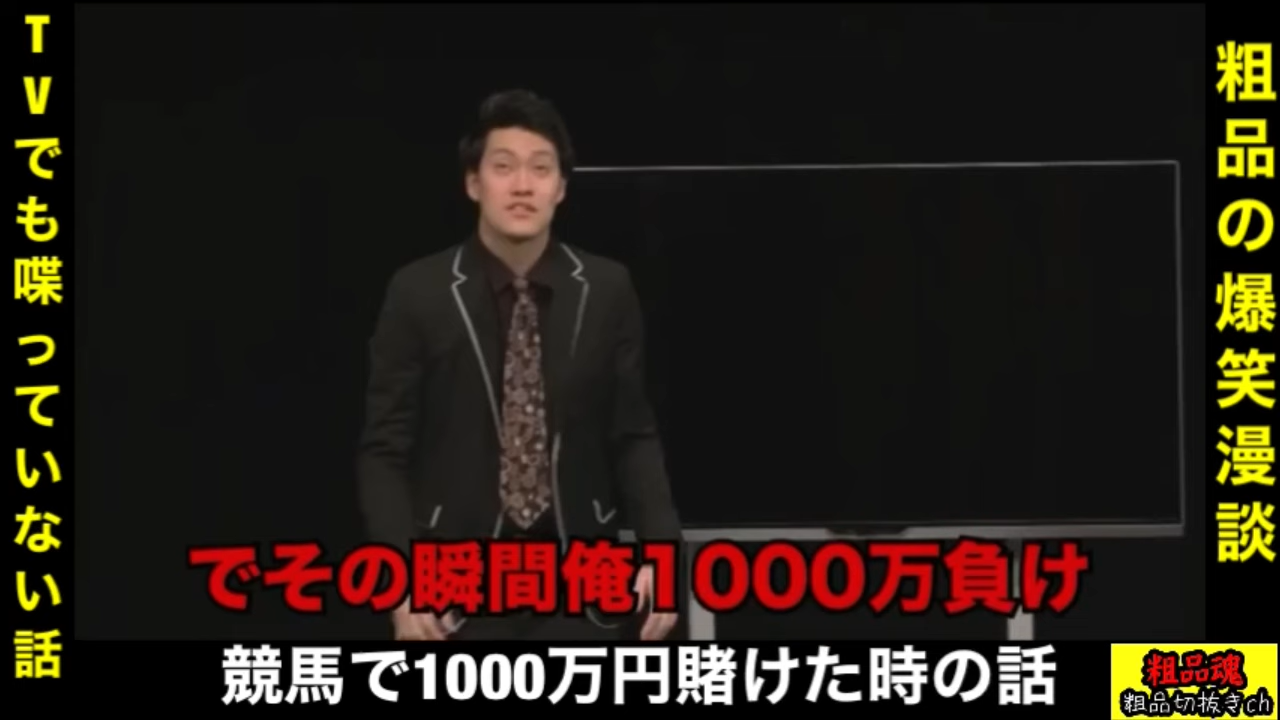 TVでも喋っていない話
粗品の爆笑漫談
でその瞬間俺1000万負け
競馬で1000万円賭けた時の話
粗品魂
粗品切抜きch